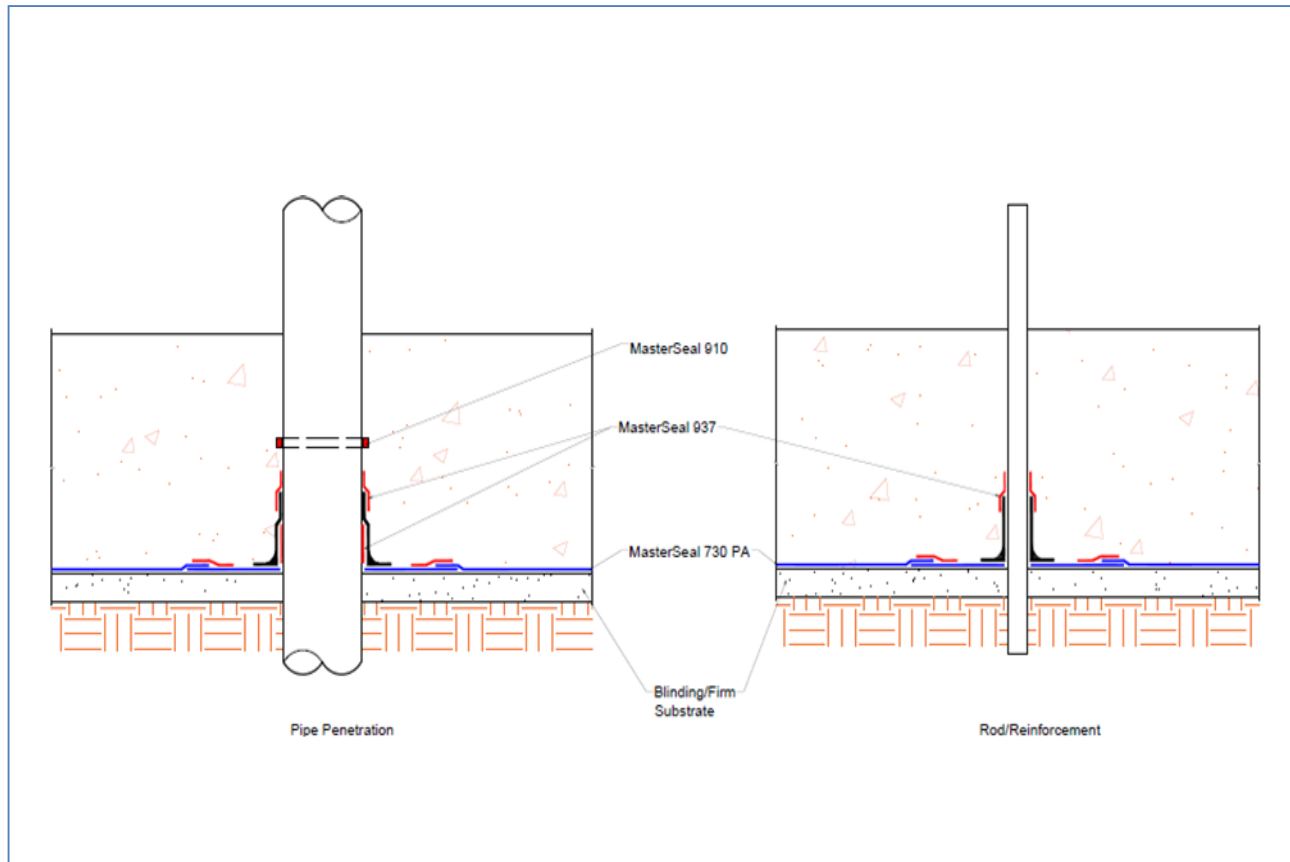 MasterSeal 910
MasterSeal 937
MasterSeal 730 PA
Blinding/Firm
Substrate
Pipe Penetration
Rod/Reinforcement